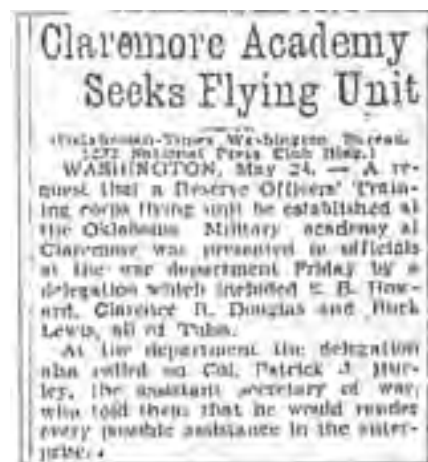 Claremore Academy
Seeks Flying Unit
(Oklahoman-Times Washington Bureau,
National Press Club Bldg.)
WASHINGTON, May 24. — A re-
quest that a Reserve Officers' Train-
ing corps flying unit be established at
the Oklahoma Military academy at
Claremore was presented to officials
at the war department Friday by a
delegation which included E. B. How-
ard, Clarence B. Douglas and Buck
Lewis, all of Tulsa.
At the department the delegation
also called on Col. Patrick J. Hur-
ley, the assistant secretary of war,
who told them that he would render
every possible assistance in the enter-
prise.